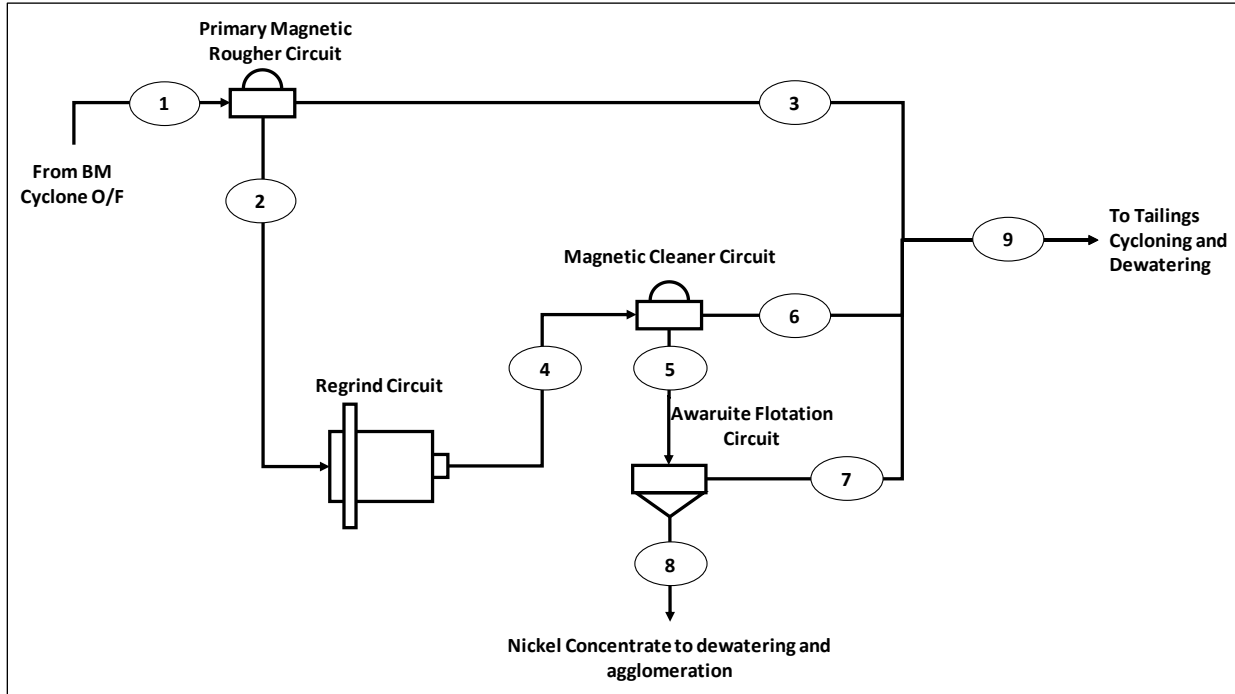 Primary Magnetic
Rougher Circuit
1
3
From BM
Cyclone O/F
2
To Tailings
Cycloning and
Dewatering
9
Magnetic Cleaner Circuit
6
4
5
Regrind Circuit
Awaruite Flotation
Circuit
7
8
Nickel Concentrate to dewatering and
agglomeration